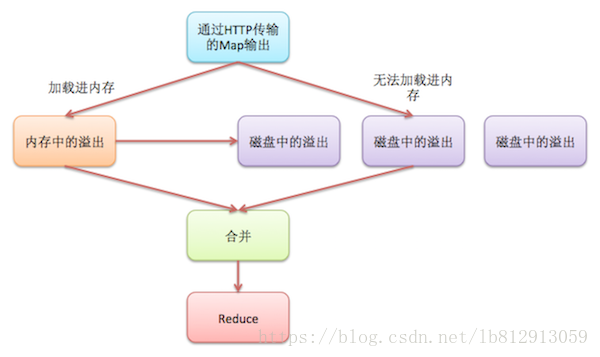 通过HTTP传输
的Map输出
加载进内存
无法加载进内
存
内存中的溢出
磁盘中的溢出
磁盘中的溢出
磁盘中的溢出
合并
Reduce
https://blog.csdn.net/lb812913059